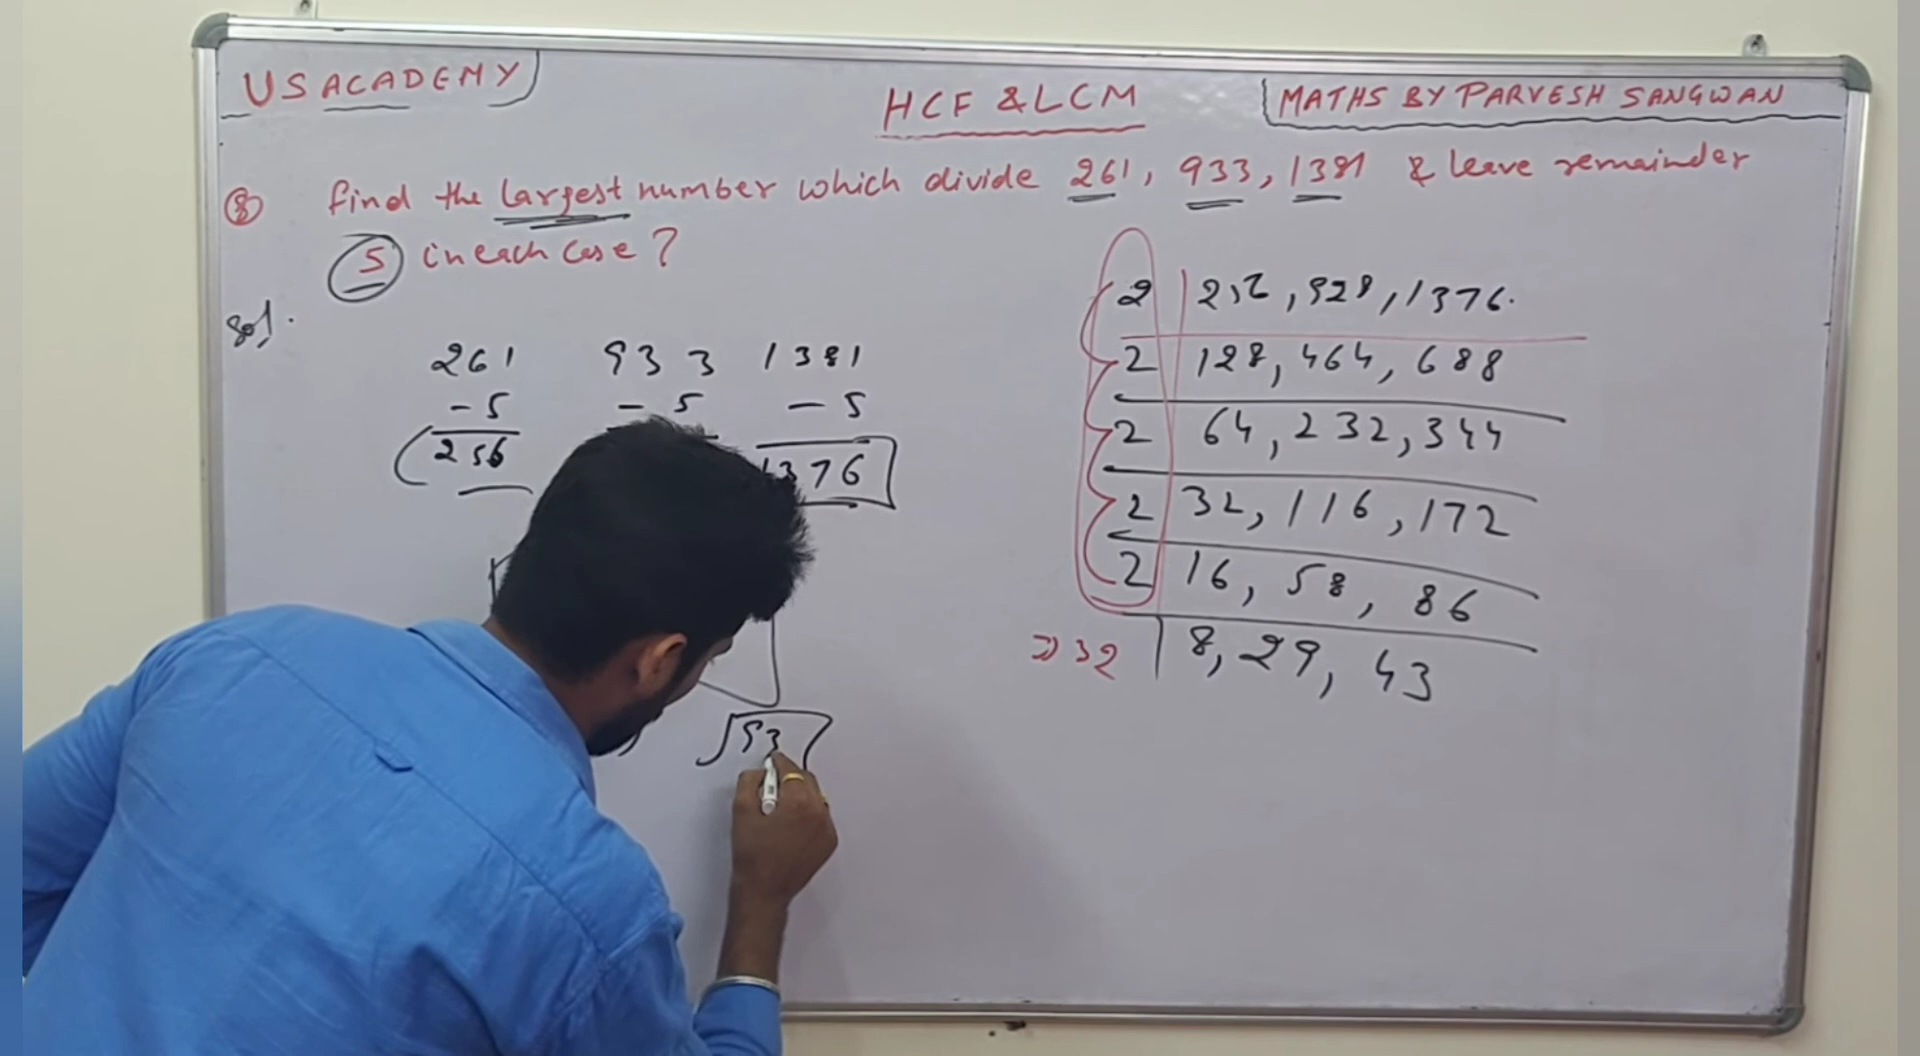 US ACADEMY
HCF & LCM
MATHS BY PARVESH SANGWAN
Q Find the largest number which divide 261, 933, 1381 & leave remainder
5 in each case?
Sol.
261 933 1381
-5 - 5 - 5
256 1376
93
2 256, 928, 1376.
2 128, 464, 688
2 64, 232, 344
2 32, 116, 172
2 16, 58, 86
=> 32 8, 29, 43